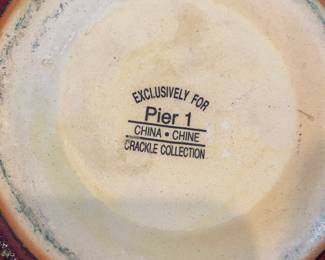 EXCLUSIVELY FOR
Pier 1
CHINA • CHINE
CRACKLE COLLECTION